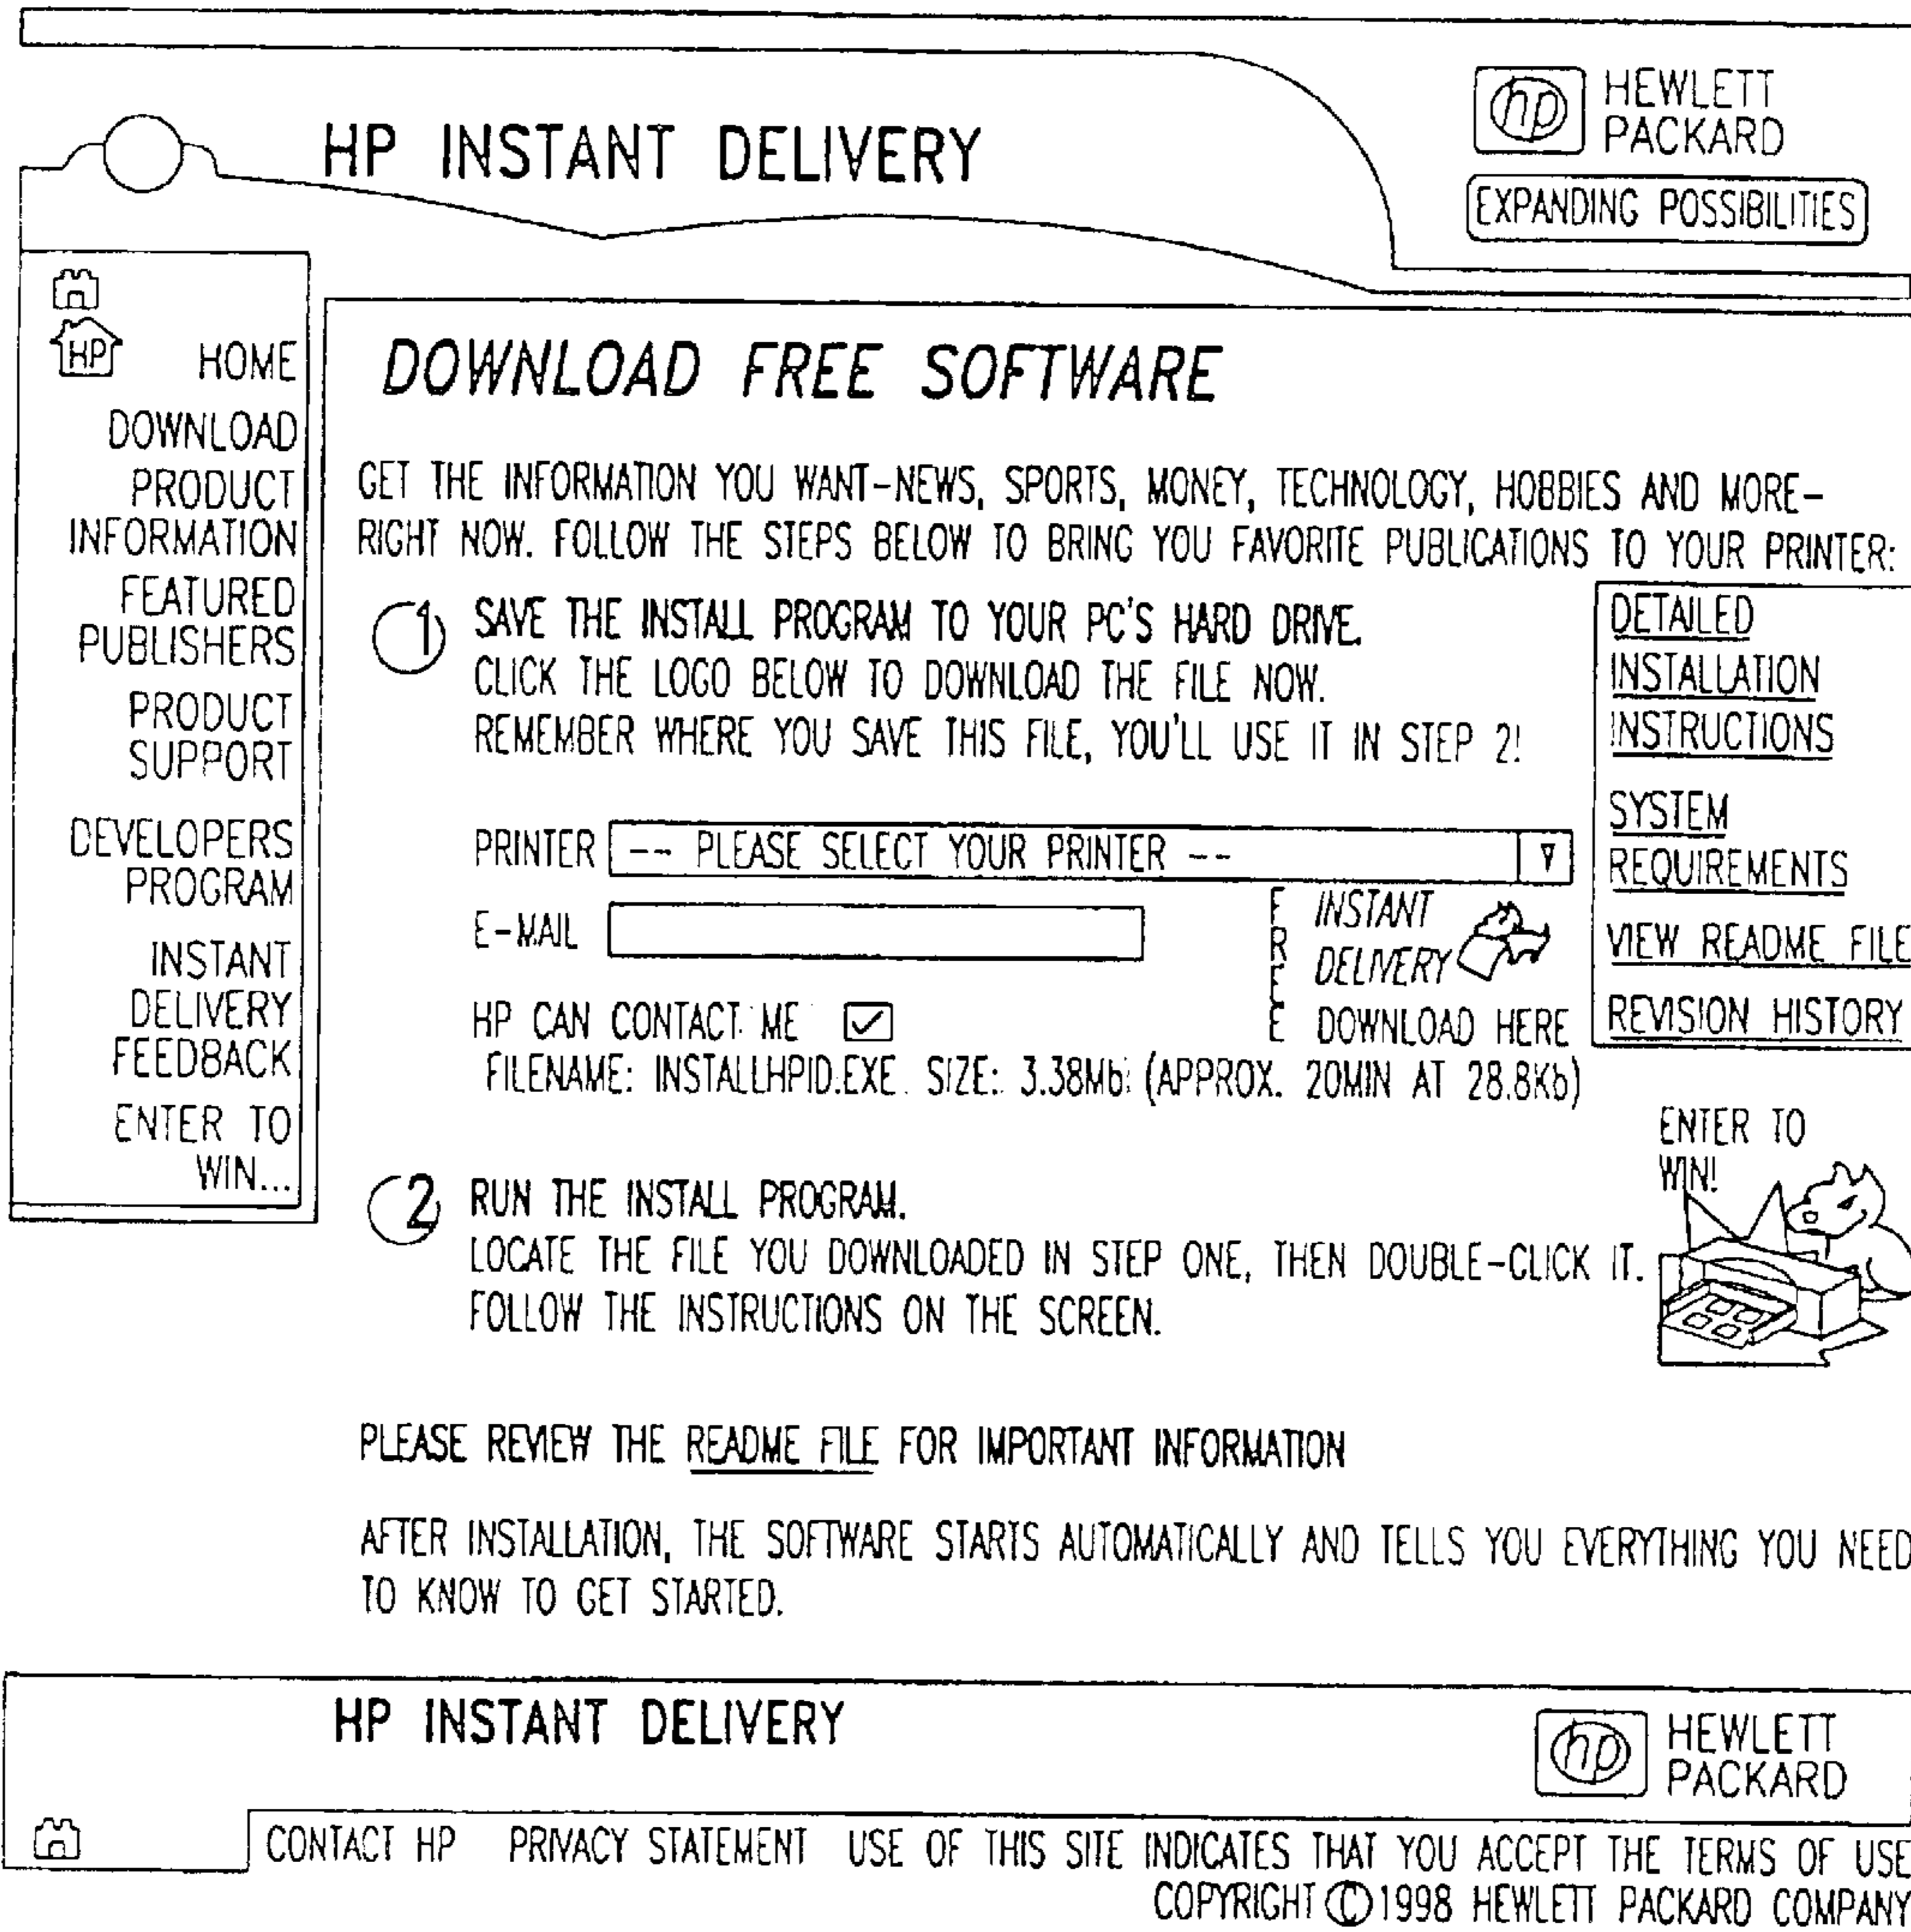 HP INSTANT DELIVERY
hp HEWLETT
PACKARD
EXPANDING POSSIBILITIES
HP HOME
DOWNLOAD
PRODUCT
INFORMATION
FEATURED
PUBLISHERS
PRODUCT
SUPPORT
DEVELOPERS
PROGRAM
INSTANT
DELIVERY
FEEDBACK
ENTER TO
WIN...
DOWNLOAD FREE SOFTWARE
GET THE INFORMATION YOU WANT-NEWS, SPORTS, MONEY, TECHNOLOGY, HOBBIES AND MORE-
RIGHT NOW. FOLLOW THE STEPS BELOW TO BRING YOU FAVORITE PUBLICATIONS TO YOUR PRINTER:
1 SAVE THE INSTALL PROGRAM TO YOUR PC'S HARD DRIVE.
CLICK THE LOGO BELOW TO DOWNLOAD THE FILE NOW.
REMEMBER WHERE YOU SAVE THIS FILE, YOU'LL USE IT IN STEP 2!
PRINTER -- PLEASE SELECT YOUR PRINTER --
E-MAIL
HP CAN CONTACT ME
FREE
INSTANT
DELIVERY
DOWNLOAD HERE
FILENAME: INSTALLHPID.EXE. SIZE: 3.38Mb (APPROX. 20MIN AT 28.8Kb)
DETAILED
INSTALLATION
INSTRUCTIONS
SYSTEM
REQUIREMENTS
VIEW README FILE
REVISION HISTORY
ENTER TO
WIN!
2 RUN THE INSTALL PROGRAM.
LOCATE THE FILE YOU DOWNLOADED IN STEP ONE, THEN DOUBLE-CLICK IT.
FOLLOW THE INSTRUCTIONS ON THE SCREEN.
PLEASE REVIEW THE README FILE FOR IMPORTANT INFORMATION
AFTER INSTALLATION, THE SOFTWARE STARTS AUTOMATICALLY AND TELLS YOU EVERYTHING YOU NEED
TO KNOW TO GET STARTED.
HP INSTANT DELIVERY
hp HEWLETT
PACKARD
CONTACT HP PRIVACY STATEMENT USE OF THIS SITE INDICATES THAT YOU ACCEPT THE TERMS OF USE
COPYRIGHT © 1998 HEWLETT PACKARD COMPANY